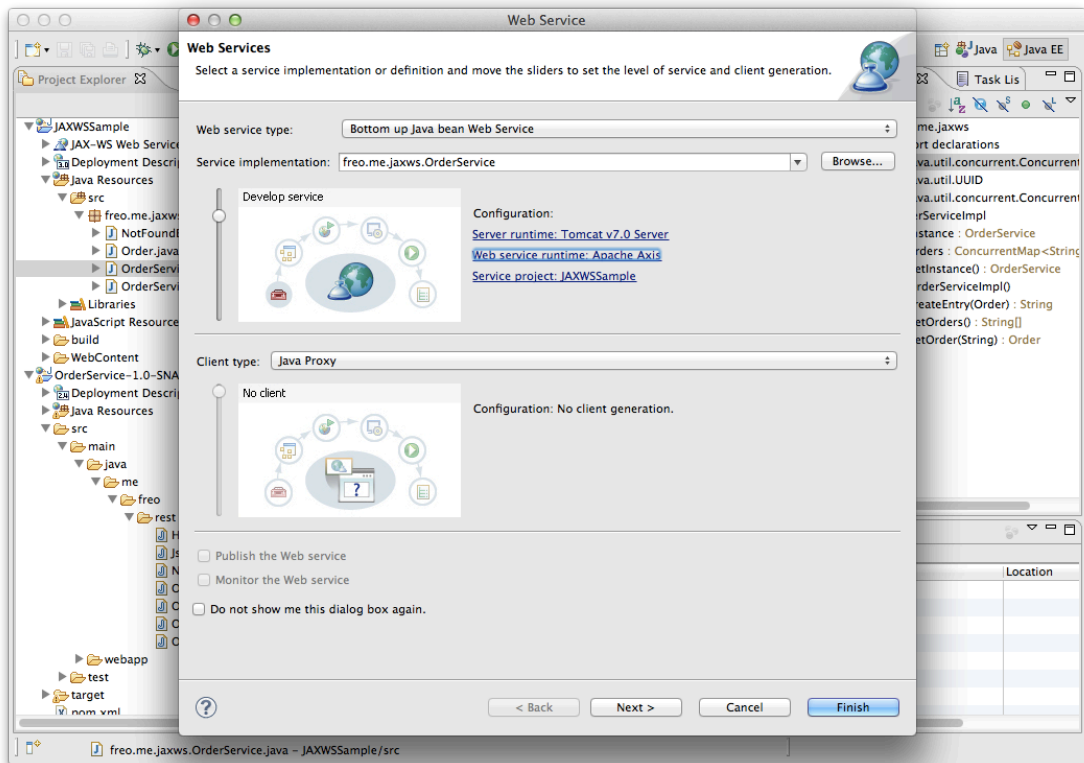 Web Service
Web Services
Select a service implementation or definition and move the sliders to set the level of service and client generation.
Web service type: Bottom up Java bean Web Service
Service implementation: freo.me.jaxws.OrderService Browse...
Develop service
Configuration:
Server runtime: Tomcat v7.0 Server
Web service runtime: Apache Axis
Service project: JAXWSSample
Client type: Java Proxy
No client
Configuration: No client generation.
?
Publish the Web service
Monitor the Web service
Do not show me this dialog box again.
? < Back Next > Cancel Finish
Java Java EE
Project Explorer
JAXWSSample
JAX-WS Web Service
3.0 Deployment Descri
Java Resources
src
freo.me.jaxws
NotFound
Order.java
OrderServi
OrderServi
Libraries
JavaScript Resource
build
WebContent
OrderService-1.0-SNA
2.4 Deployment Descri
Java Resources
src
main
java
me
freo
rest
H
Js
N
O
O
O
O
webapp
test
target
pom.xml
Task Lis
me.jaxws
ort declarations
va.util.concurrent.Concurrent
va.util.UUID
va.util.concurrent.Concurrent
erServiceImpl
nstance : OrderService
rders : ConcurrentMap<String
etInstance() : OrderService
rderServiceImpl()
reateEntry(Order) : String
etOrders() : String[]
etOrder(String) : Order
Location
freo.me.jaxws.OrderService.java - JAXWSSample/src